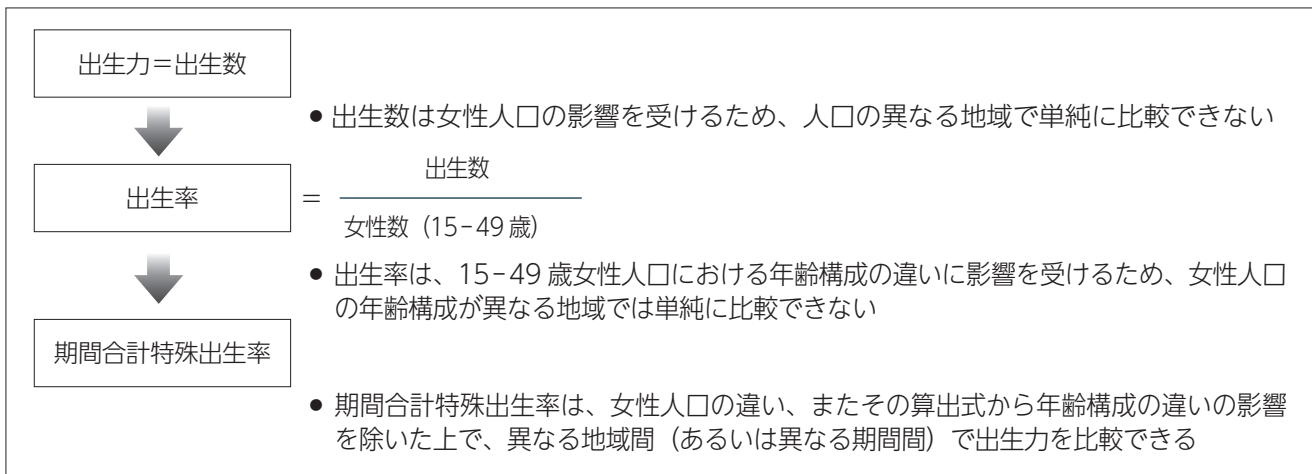 出生力＝出生数
● 出生数は女性人口の影響を受けるため、人口の異なる地域で単純に比較できない
出生率
＝
出生数
女性数（15−49歳）
● 出生率は、15−49歳女性人口における年齢構成の違いに影響を受けるため、女性人口
の年齢構成が異なる地域では単純に比較できない
期間合計特殊出生率
● 期間合計特殊出生率は、女性人口の違い、またその算出式から年齢構成の違いの影響
を除いた上で、異なる地域間（あるいは異なる期間間）で出生力を比較できる